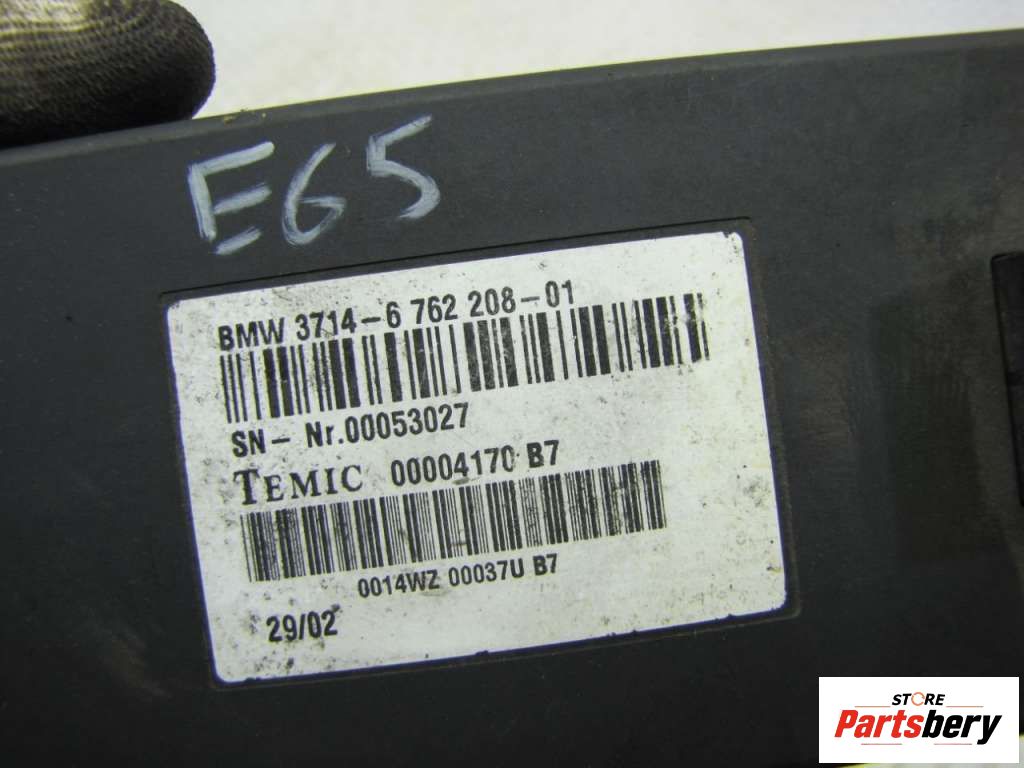 E65
BMW 3714-6 762 208-01
SN- Nr.00053027
TEMIC 00004170 B7
0014WZ 00037U B7
29/02
STORE
Partsbery